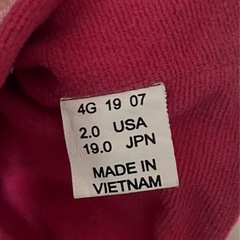 4G 19 07
2.0 USA
19.0 JPN
MADE IN
VIETNAM